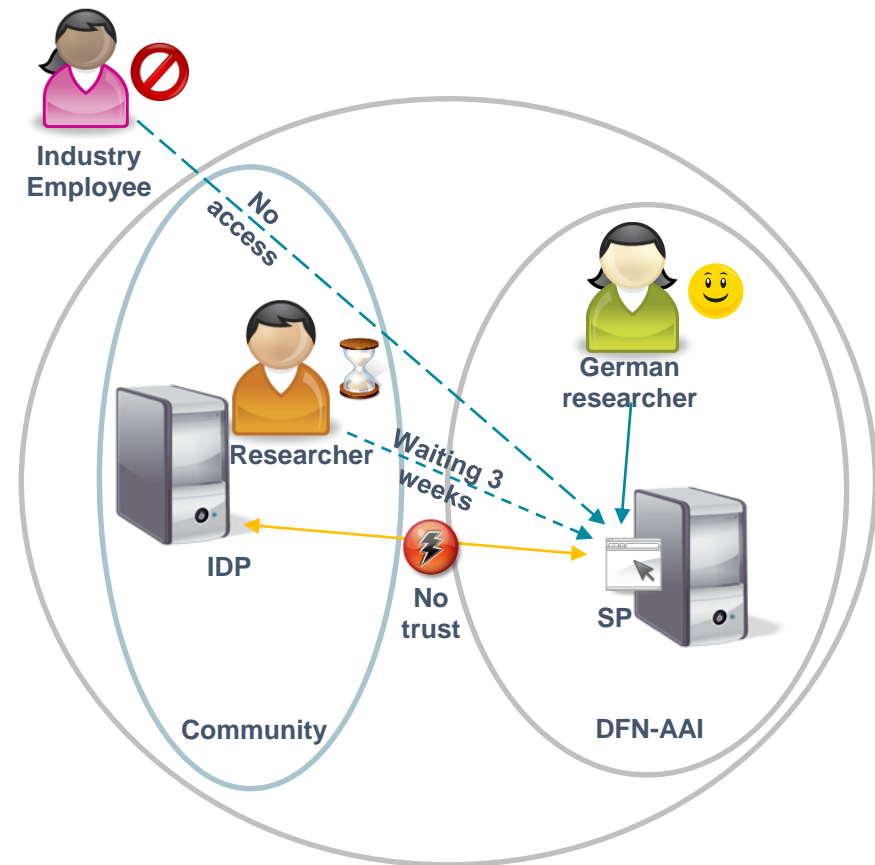 Industry
Employee
No
access
German
researcher
Researcher
Waiting 3
weeks
IDP
No
trust
SP
Community
DFN-AAI